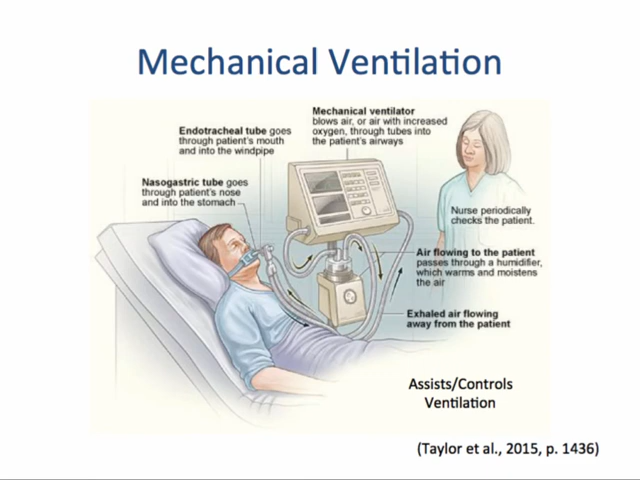 Mechanical Ventilation
Mechanical ventilator
blows air, or air with increased
oxygen, through tubes into
the patient's airways
Endotracheal tube goes
through patient's mouth
and into the windpipe
Nasogastric tube goes
through patient's nose
and into the stomach
Nurse periodically
checks the patient.
Air flowing to the patient
passes through a humidifier,
which warms and moistens
the air
Exhaled air flowing
away from the patient
Assists/Controls
Ventilation
(Taylor et al., 2015, p. 1436)